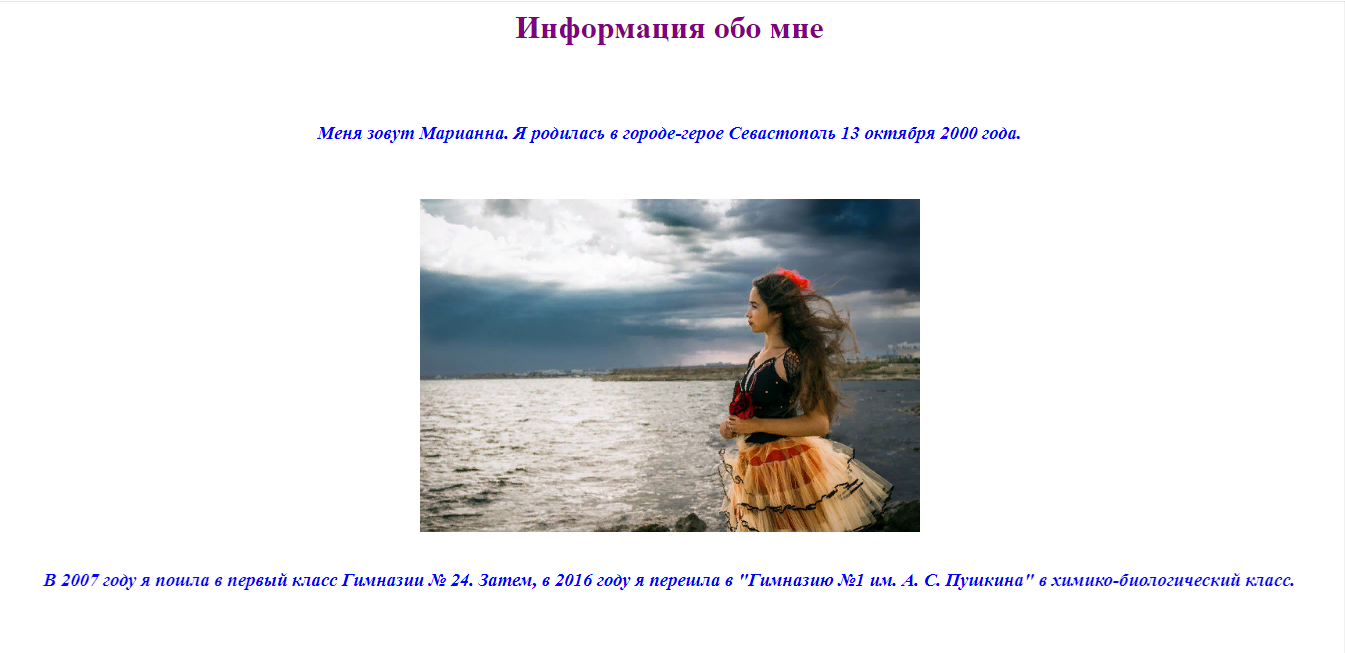 Информация обо мне
Меня зовут Марианна. Я родилась в городе-герое Севастополь 13 октября 2000 года.
В 2007 году я пошла в первый класс Гимназии № 24. Затем, в 2016 году я перешла в "Гимназию №1 им. А. С. Пушкина" в химико-биологический класс.